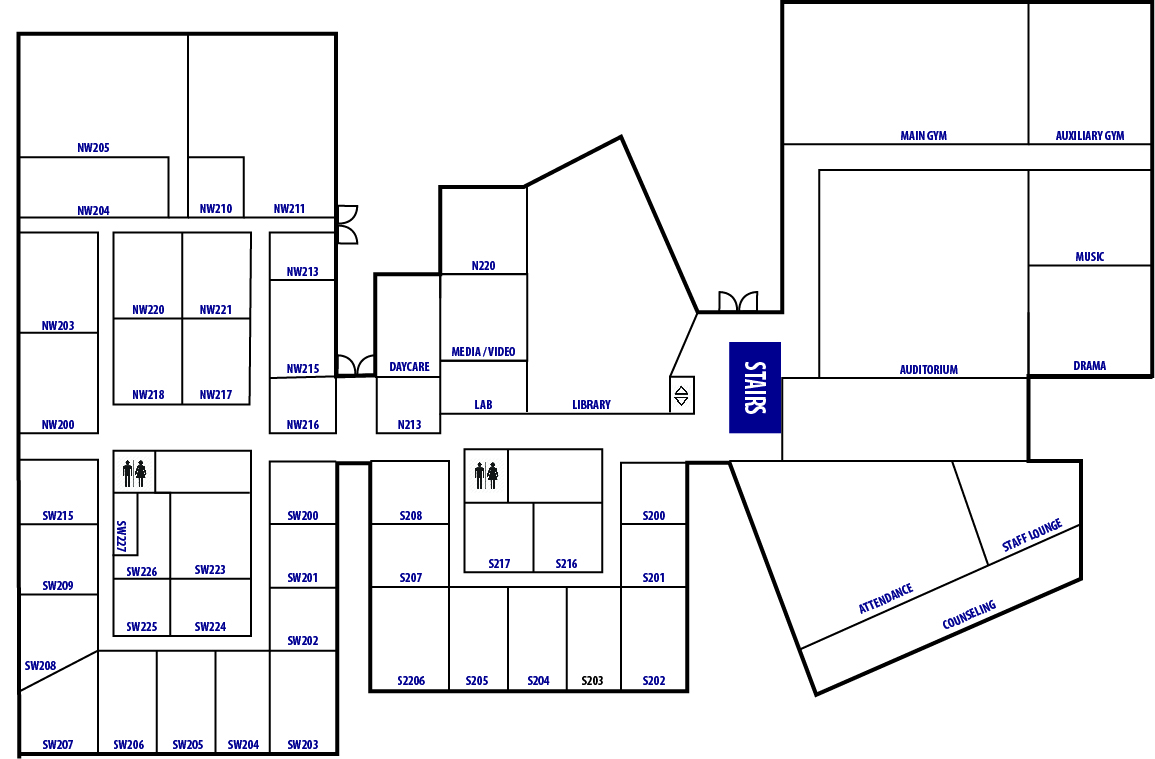 MAIN GYM
AUXILIARY GYM
NW205
NW204
NW210
NW211
NW213
N220
MUSIC
NW220
NW221
NW203
MEDIA / VIDEO
NW215
DAYCARE
AUDITORIUM
DRAMA
STAIRS
NW218
NW217
LAB
LIBRARY
NW200
NW216
N213
SW215
SW200
S208
S200
SW227
STAFF LOUNGE
SW226
SW223
S217
S216
SW209
SW201
S207
S201
ATTENDANCE
COUNSELING
SW225
SW224
SW202
SW208
S2206
S205
S204
S203
S202
SW207
SW206
SW205
SW204
SW203